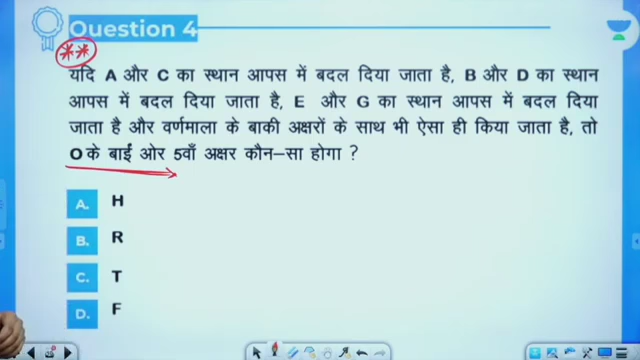 Question 4
**
यदि A और C का स्थान आपस में बदल दिया जाता है, B और D का स्थान
आपस में बदल दिया जाता है, E और G का स्थान आपस में बदल दिया
जाता है और वर्णमाला के बाकी अक्षरों के साथ भी ऐसा ही किया जाता है, तो
O के बाईं ओर 5वाँ अक्षर कौन–सा होगा ?
A. H
B. R
C. T
D. F